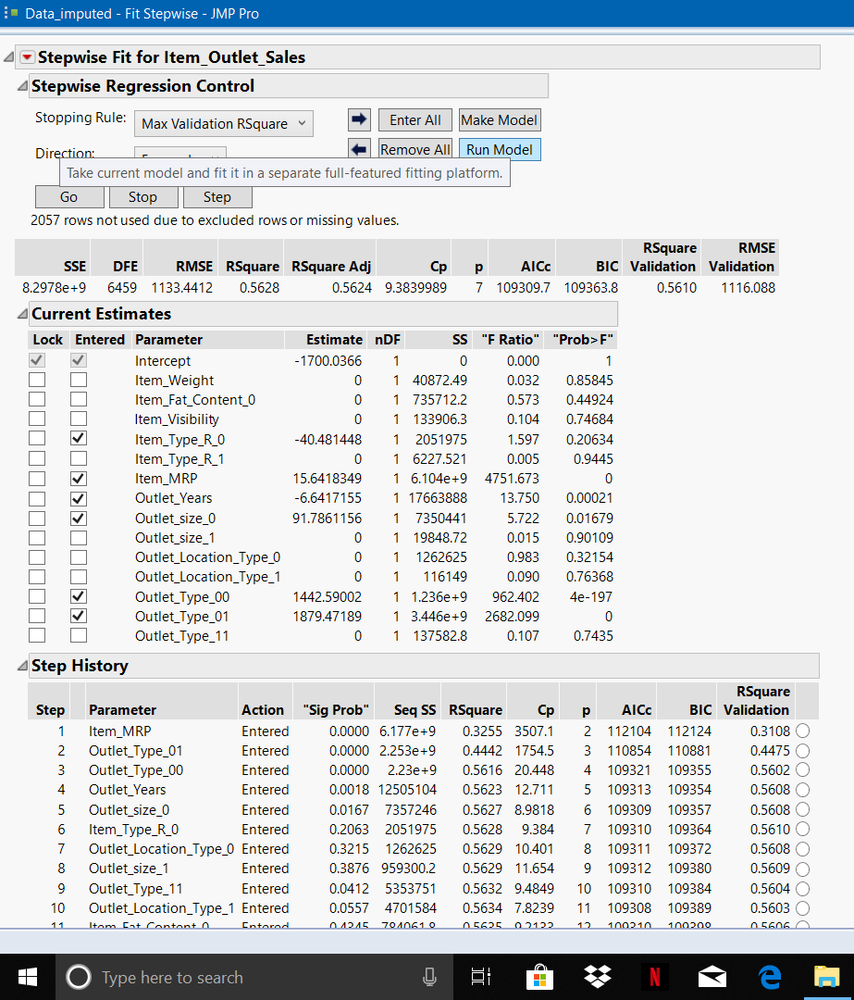 Data_imputed - Fit Stepwise - JMP Pro
Stepwise Fit for Item_Outlet_Sales
Stepwise Regression Control
Stopping Rule: Max Validation RSquare Enter All Make Model
Direction: Remove All Run Model
Take current model and fit it in a separate full-featured fitting platform.
Go Stop Step
2057 rows not used due to excluded rows or missing values.
RSquare RMSE
SSE DFE RMSE RSquare RSquare Adj Cp p AICc BIC Validation Validation
8.2978e+9 6459 1133.4412 0.5628 0.5624 9.3839989 7 109309.7 109363.8 0.5610 1116.088
Current Estimates
Lock Entered Parameter Estimate nDF SS "F Ratio" "Prob>F"
Intercept -1700.0366 1 0 0.000 1
Item_Weight 0 1 40872.49 0.032 0.85845
Item_Fat_Content_0 0 1 735712.2 0.573 0.44924
Item_Visibility 0 1 133906.3 0.104 0.74684
Item_Type_R_0 -40.481448 1 2051975 1.597 0.20634
Item_Type_R_1 0 1 6227.521 0.005 0.9445
Item_MRP 15.6418349 1 6.104e+9 4751.673 0
Outlet_Years -6.6417155 1 17663888 13.750 0.00021
Outlet_size_0 91.7861156 1 7350441 5.722 0.01679
Outlet_size_1 0 1 19848.72 0.015 0.90109
Outlet_Location_Type_0 0 1 1262625 0.983 0.32154
Outlet_Location_Type_1 0 1 116149 0.090 0.76368
Outlet_Type_00 1442.59002 1 1.236e+9 962.402 4e-197
Outlet_Type_01 1879.47189 1 3.446e+9 2682.099 0
Outlet_Type_11 0 1 137582.8 0.107 0.7435
Step History
RSquare
Step Parameter Action "Sig Prob" Seq SS RSquare Cp p AICc BIC Validation
1 Item_MRP Entered 0.0000 6.177e+9 0.3255 3507.1 2 112104 112124 0.3108
2 Outlet_Type_01 Entered 0.0000 2.253e+9 0.4442 1754.5 3 110854 110881 0.4475
3 Outlet_Type_00 Entered 0.0000 2.23e+9 0.5616 20.448 4 109321 109355 0.5602
4 Outlet_Years Entered 0.0018 12505104 0.5623 12.711 5 109313 109354 0.5608
5 Outlet_size_0 Entered 0.0167 7357246 0.5627 8.9818 6 109309 109357 0.5608
6 Item_Type_R_0 Entered 0.2063 2051975 0.5628 9.384 7 109310 109364 0.5610
7 Outlet_Location_Type_0 Entered 0.3215 1262625 0.5629 10.401 8 109311 109372 0.5608
8 Outlet_size_1 Entered 0.3876 959300.2 0.5629 11.654 9 109312 109380 0.5609
9 Outlet_Type_11 Entered 0.0412 5353751 0.5632 9.4849 10 109310 109384 0.5604
10 Outlet_Location_Type_1 Entered 0.0557 4701584 0.5634 7.8239 11 109308 109389 0.5603
11 Item_Fat_Content_0 Entered 0.4345 784061.8 0.5635 9.2133 12 109310 109398 0.5606
Type here to search
N